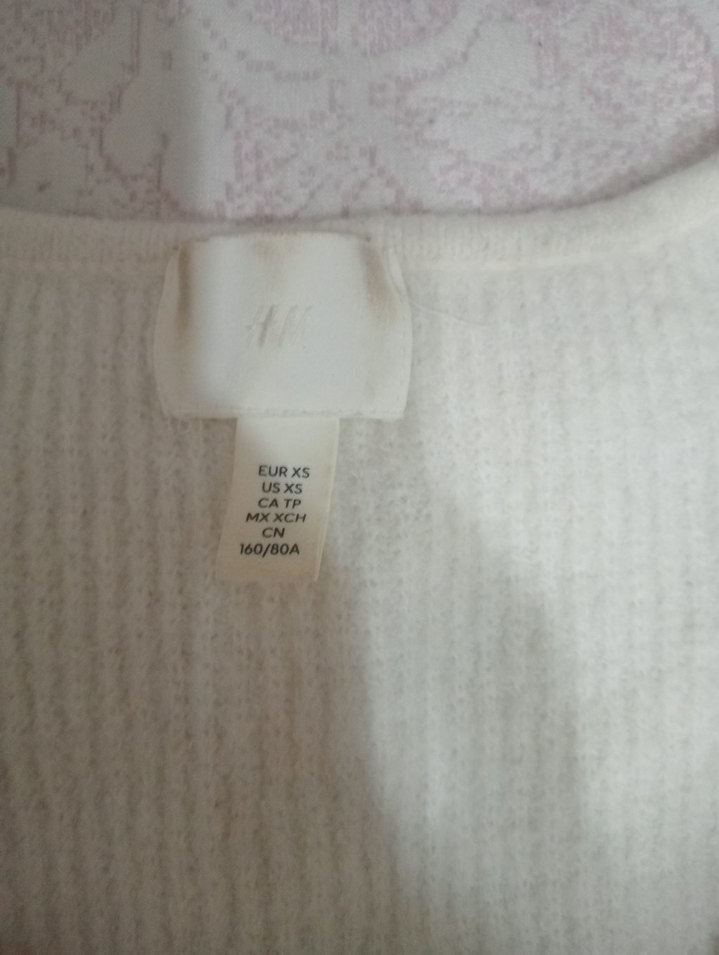 H&M
EUR XS
US XS
CA TP
MX XCH
CN
160/80A